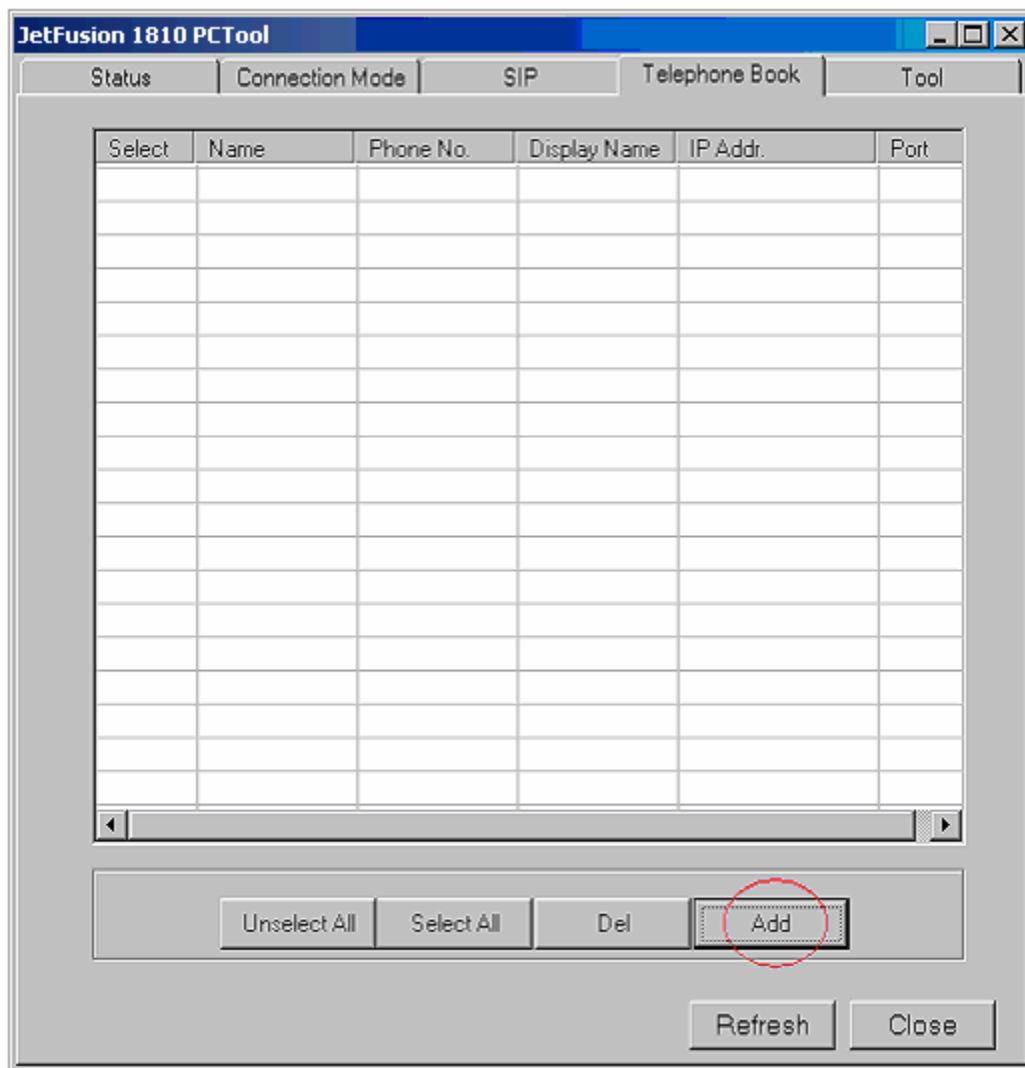 JetFusion 1810 PCTool
Status Connection Mode SIP Telephone Book Tool
Select Name Phone No. Display Name IP Addr. Port
Unselect All Select All Del Add
Refresh Close